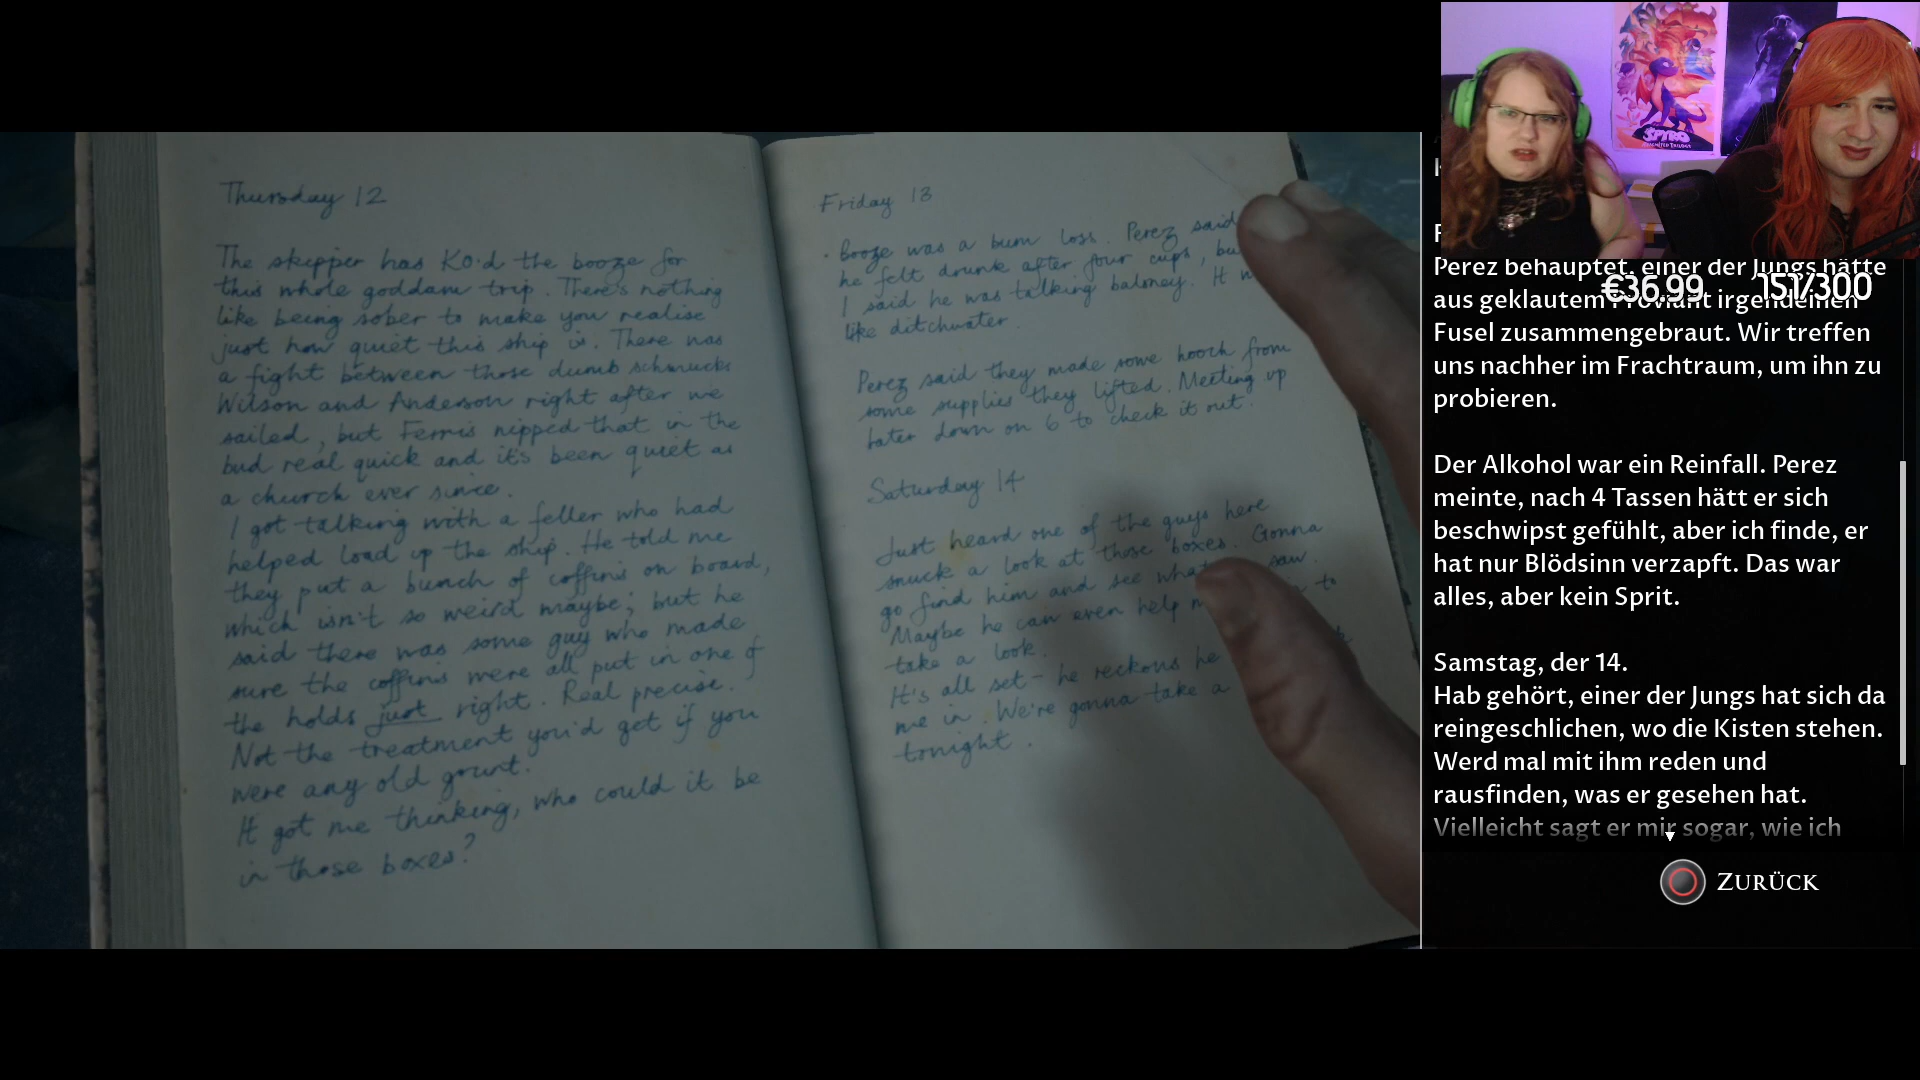 Thursday 12
The skipper has KO'd the booze for
this whole goddam trip. There's nothing
like being sober to make you realise
just how quiet this ship is. There was
a fight between those dumb schmucks
Wilson and Anderson right after we
sailed, but Ferris nipped that in the
bud real quick and it's been quiet as
a church ever since.
I got talking with a feller who had
helped load up the ship. He told me
they put a bunch of coffins on board,
which isn't so weird maybe; but he
said there was some guy who made
sure the coffins were all put in one of
the holds just right. Real precise.
Not the treatment you'd get if you
were any old grunt.
It got me thinking, who could it be
in those boxes?
Friday 13
Booze was a bum loss. Perez said
he felt drunk after four cups, but
I said he was talking baloney. It
like ditchwater.
Perez said they made some hooch from
some supplies they lifted. Meeting up
later down on 6 to check it out.
Saturday 14
Just heard one of the guys here
snuck a look at those boxes. Gonna
go find him and see what saw.
Maybe he can even help to
take a look.
It's all set - he reckons he
me in. We're gonna take a
tonight.
SPYRO
Perez behauptet, einer der Jungs hätte
aus geklautem Proviant irgendeinen
€36.99 151/300
Fusel zusammengebraut. Wir treffen
uns nachher im Frachtraum, um ihn zu
probieren.
Der Alkohol war ein Reinfall. Perez
meinte, nach 4 Tassen hätt er sich
beschwipst gefühlt, aber ich finde, er
hat nur Blödsinn verzapft. Das war
alles, aber kein Sprit.
Samstag, der 14.
Hab gehört, einer der Jungs hat sich da
reingeschlichen, wo die Kisten stehen.
Werd mal mit ihm reden und
rausfinden, was er gesehen hat.
Vielleicht sagt er mir sogar, wie ich
ZURÜCK